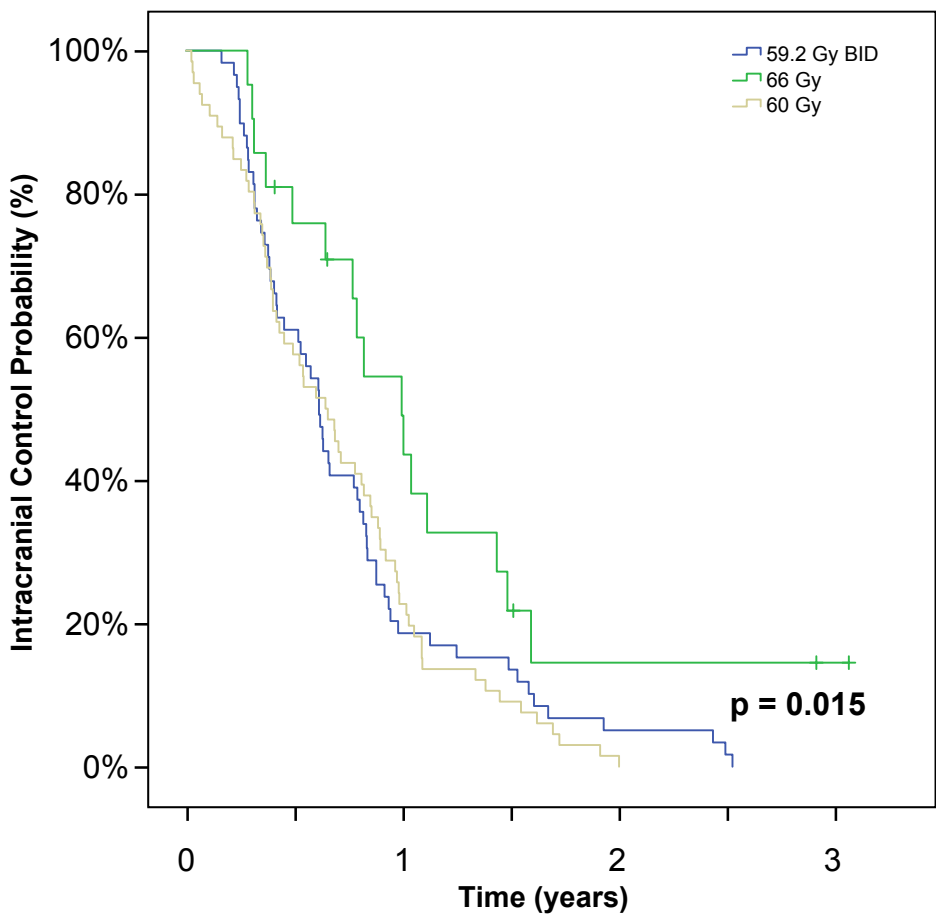 Intracranial Control Probability (%)
100%
80%
60%
40%
20%
0%
59.2 Gy BID
66 Gy
60 Gy
p = 0.015
0 1 2 3
Time (years)